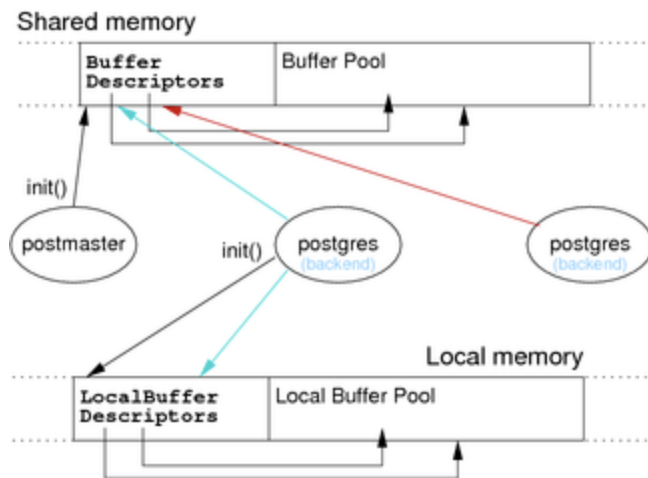 Shared memory
Buffer
Descriptors
Buffer Pool
init()
postmaster
init()
postgres
(backend)
postgres
(backend)
Local memory
LocalBuffer
Descriptors
Local Buffer Pool